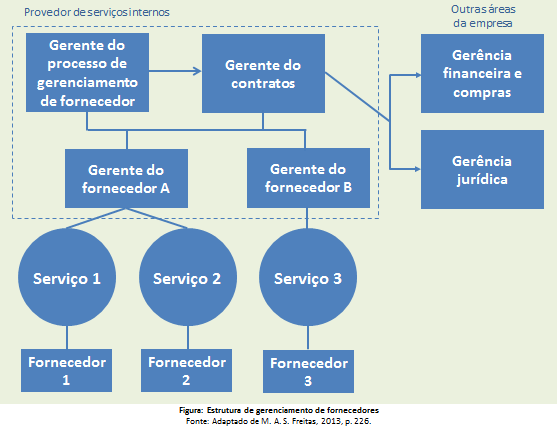 Provedor de serviços internos
Outras áreas
da empresa
Gerente do
processo de
gerenciamento
de fornecedor
Gerente do
contratos
Gerência
financeira e
compras
Gerência
jurídica
Gerente do
fornecedor A
Gerente do
fornecedor B
Serviço 1
Serviço 2
Serviço 3
Fornecedor
1
Fornecedor
2
Fornecedor
3
Figura: Estrutura de gerenciamento de fornecedores
Fonte: Adaptado de M. A. S. Freitas, 2013, p. 226.